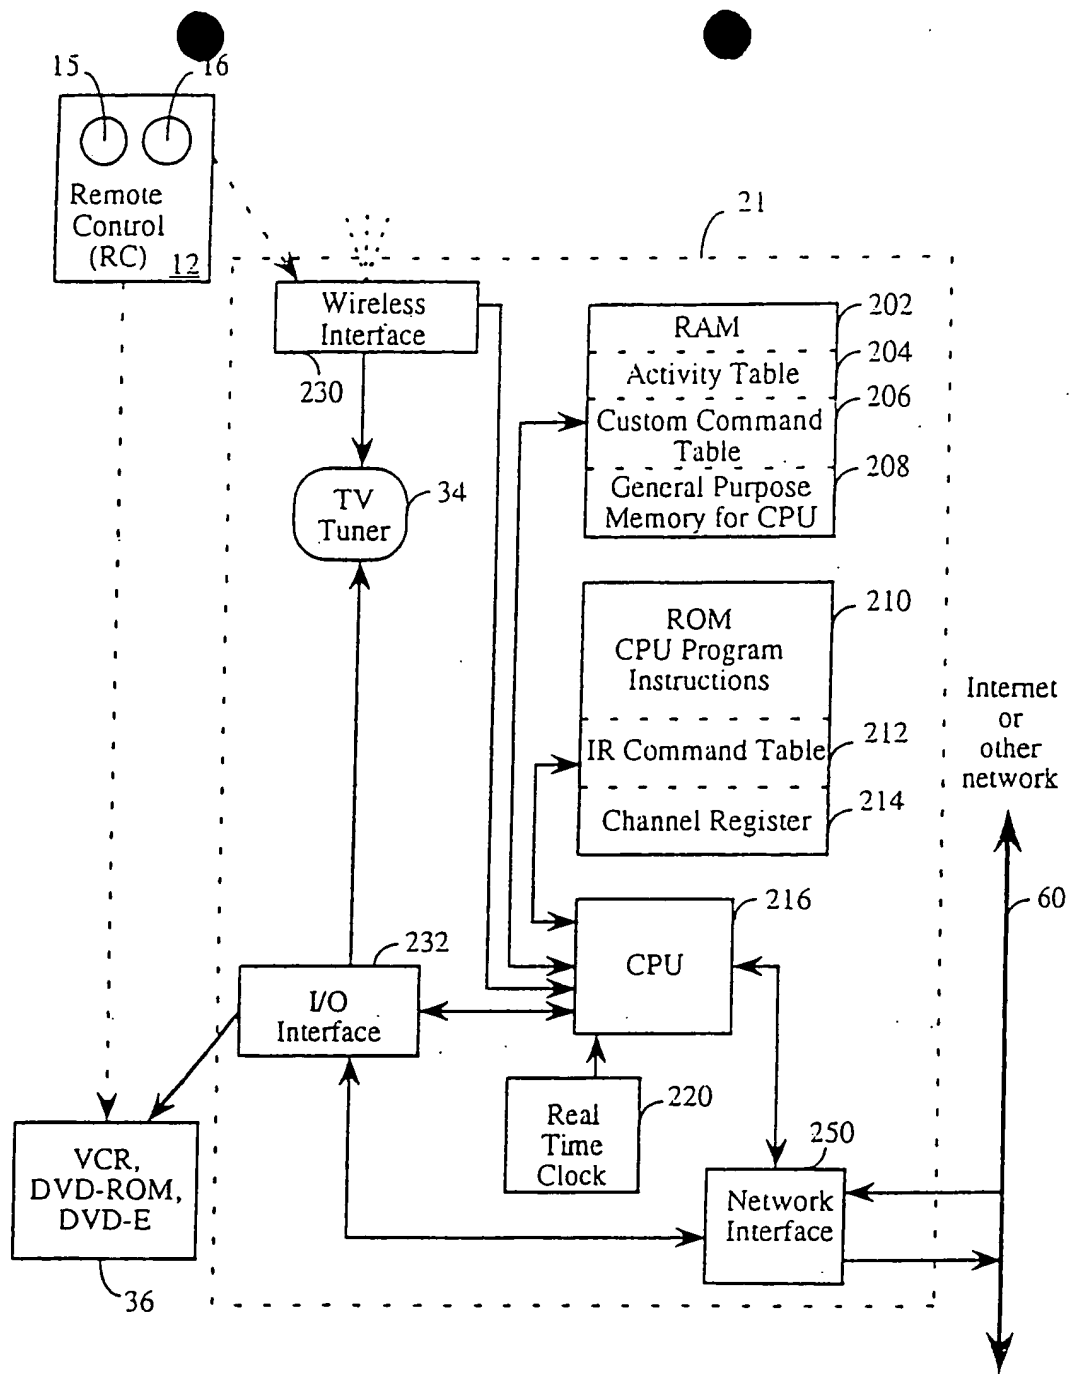 15
16
Remote
Control
(RC)
12
21
Wireless
Interface
230
RAM
202
Activity Table
204
Custom Command
Table
206
General Purpose
Memory for CPU
208
TV
Tuner
34
ROM
CPU Program
Instructions
210
IR Command Table
212
Channel Register
214
Internet
or
other
network
60
CPU
216
I/O
Interface
232
Real
Time
Clock
220
Network
Interface
250
VCR,
DVD-ROM,
DVD-E
36